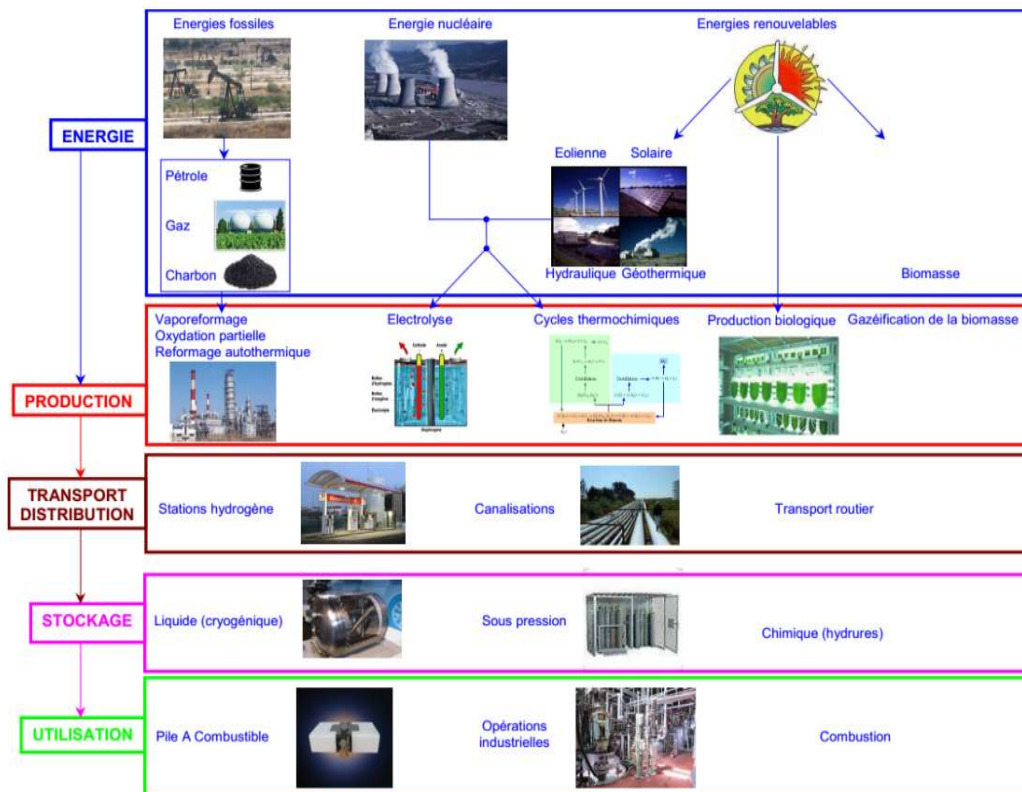 Energies fossiles
Energie nucléaire
Energies renouvelables
ENERGIE
Eolienne
Solaire
Pétrole
Gaz
Charbon
Hydraulique
Géothermique
Biomasse
Vaporeformage
Oxydation partielle
Reformage autothermique
Electrolyse
Cycles thermochimiques
Production biologique
Gazéification de la biomasse
PRODUCTION
TRANSPORT
DISTRIBUTION
Stations hydrogène
Canalisations
Transport routier
STOCKAGE
Liquide (cryogénique)
Sous pression
Chimique (hydrures)
UTILISATION
Pile A Combustible
Opérations
industrielles
Combustion